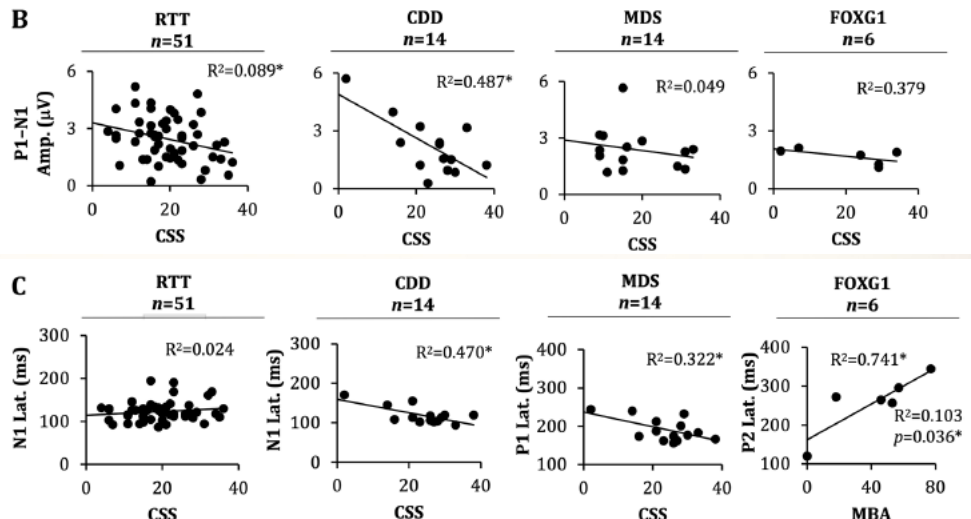 B
RTT
n=51
CDD
n=14
MDS
n=14
FOXG1
n=6
P1–N1
Amp. (μV)
6
3
0
R²=0.089*
0 20 40
CSS
6
3
0
R²=0.487*
0 20 40
CSS
6
3
0
R²=0.049
0 20 40
CSS
6
3
0
R²=0.379
0 20 40
CSS
C
RTT
n=51
CDD
n=14
MDS
n=14
FOXG1
n=6
N1 Lat. (ms)
300
200
100
0
R²=0.024
0 20 40
CSS
N1 Lat. (ms)
300
200
100
0
R²=0.470*
0 20 40
CSS
P1 Lat. (ms)
400
300
200
100
R²=0.322*
0 20 40
CSS
P2 Lat. (ms)
400
300
200
100
R²=0.741*
R²=0.103
p=0.036*
0 40 80
MBA